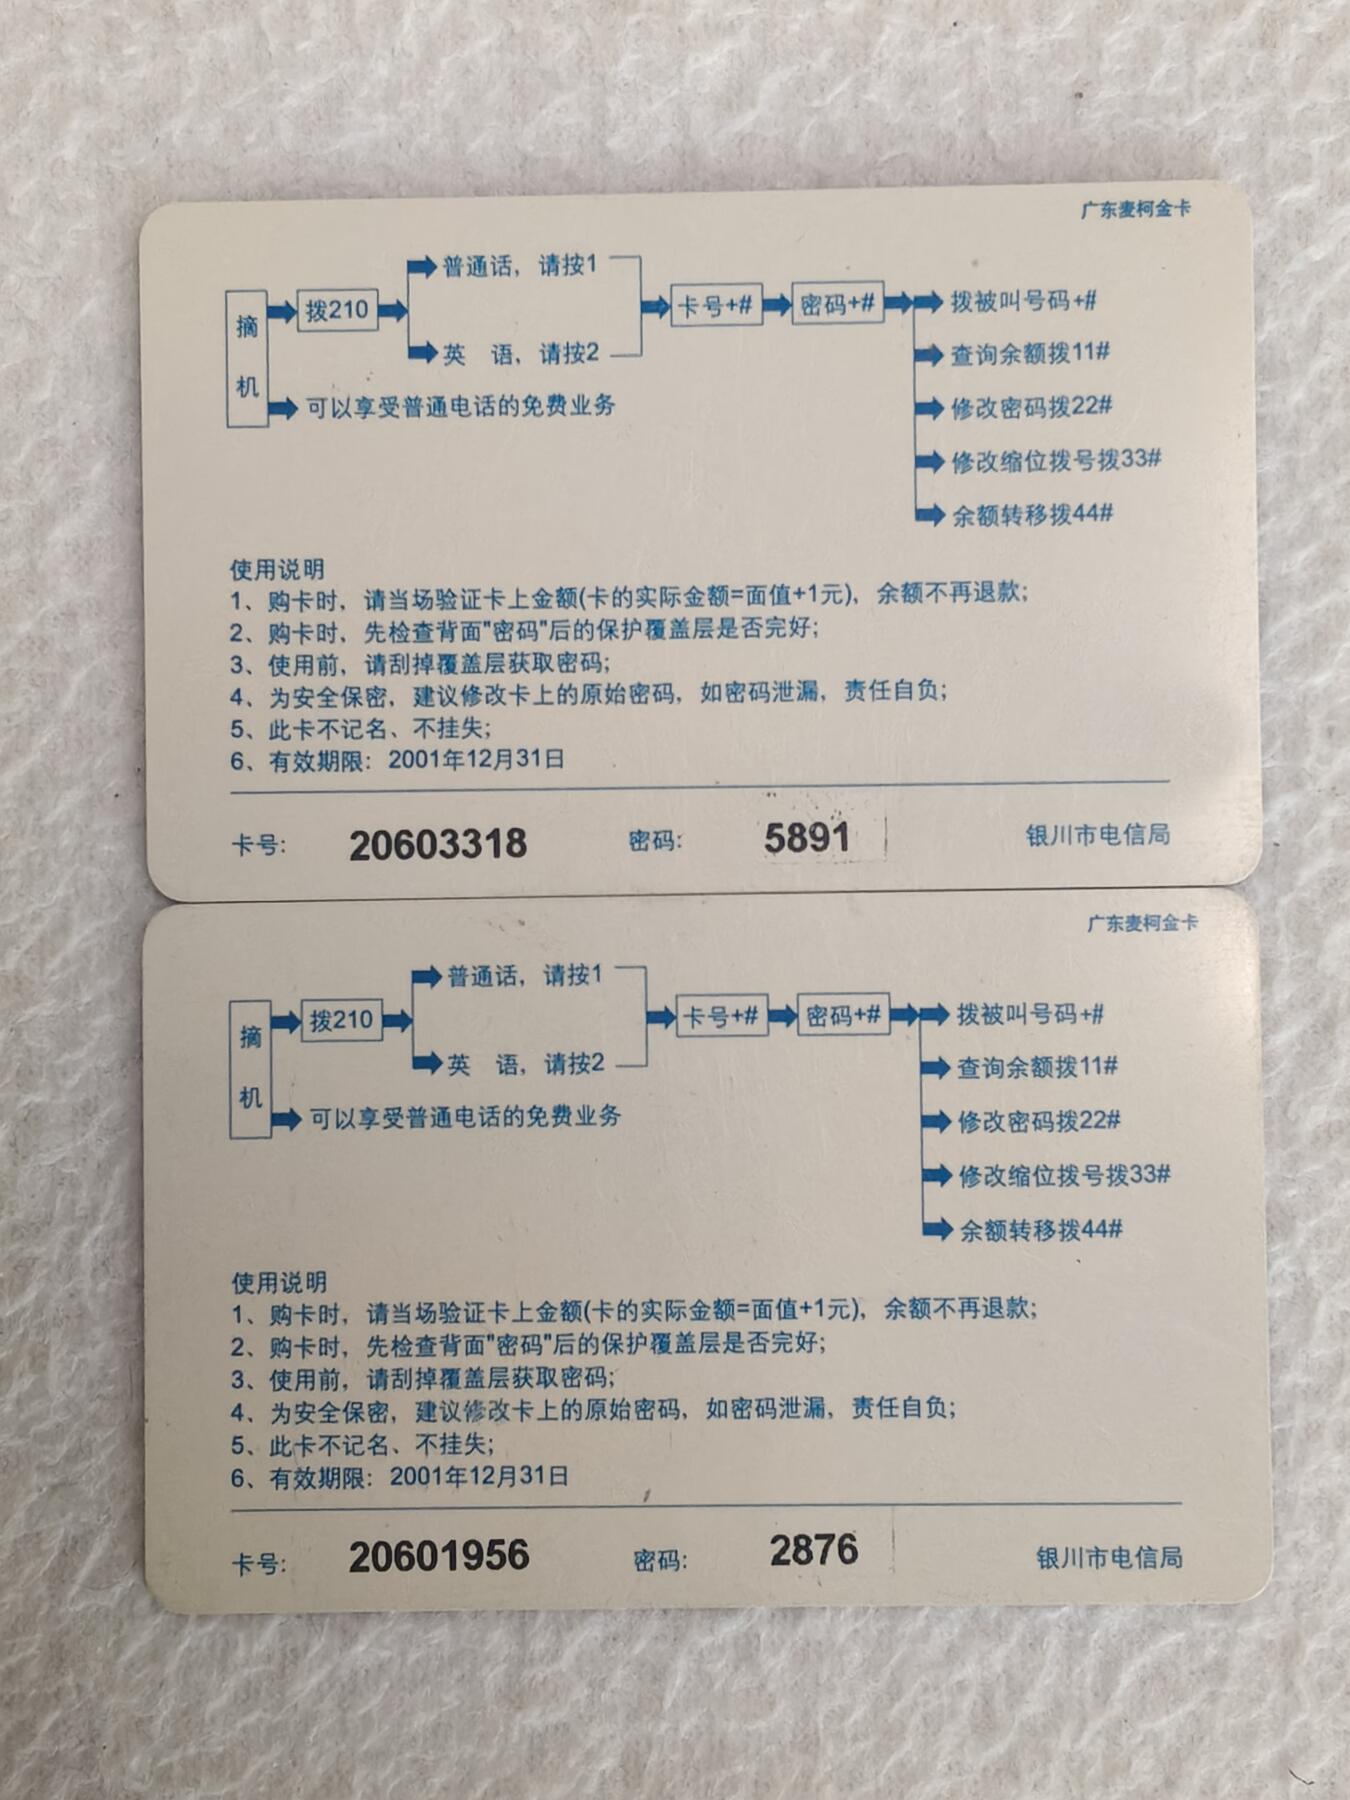 广东麦柯金卡
普通话，请按1
摘机
拨210
卡号+#
密码+#
拨被叫号码+#
英 语，请按2
查询余额拨11#
可以享受普通电话的免费业务
修改密码拨22#
修改缩位拨号拨33#
余额转移拨44#
使用说明
1、购卡时，请当场验证卡上金额(卡的实际金额=面值+1元)，余额不再退款;
2、购卡时，先检查背面"密码"后的保护覆盖层是否完好;
3、使用前，请刮掉覆盖层获取密码;
4、为安全保密，建议修改卡上的原始密码，如密码泄漏，责任自负;
5、此卡不记名、不挂失;
6、有效期限：2001年12月31日
卡号: 20603318 密码: 5891 银川市电信局
广东麦柯金卡
普通话，请按1
摘机
拨210
卡号+#
密码+#
拨被叫号码+#
英 语，请按2
查询余额拨11#
可以享受普通电话的免费业务
修改密码拨22#
修改缩位拨号拨33#
余额转移拨44#
使用说明
1、购卡时，请当场验证卡上金额(卡的实际金额=面值+1元)，余额不再退款;
2、购卡时，先检查背面"密码"后的保护覆盖层是否完好;
3、使用前，请刮掉覆盖层获取密码;
4、为安全保密，建议修改卡上的原始密码，如密码泄漏，责任自负;
5、此卡不记名、不挂失;
6、有效期限：2001年12月31日
卡号: 20601956 密码: 2876 银川市电信局